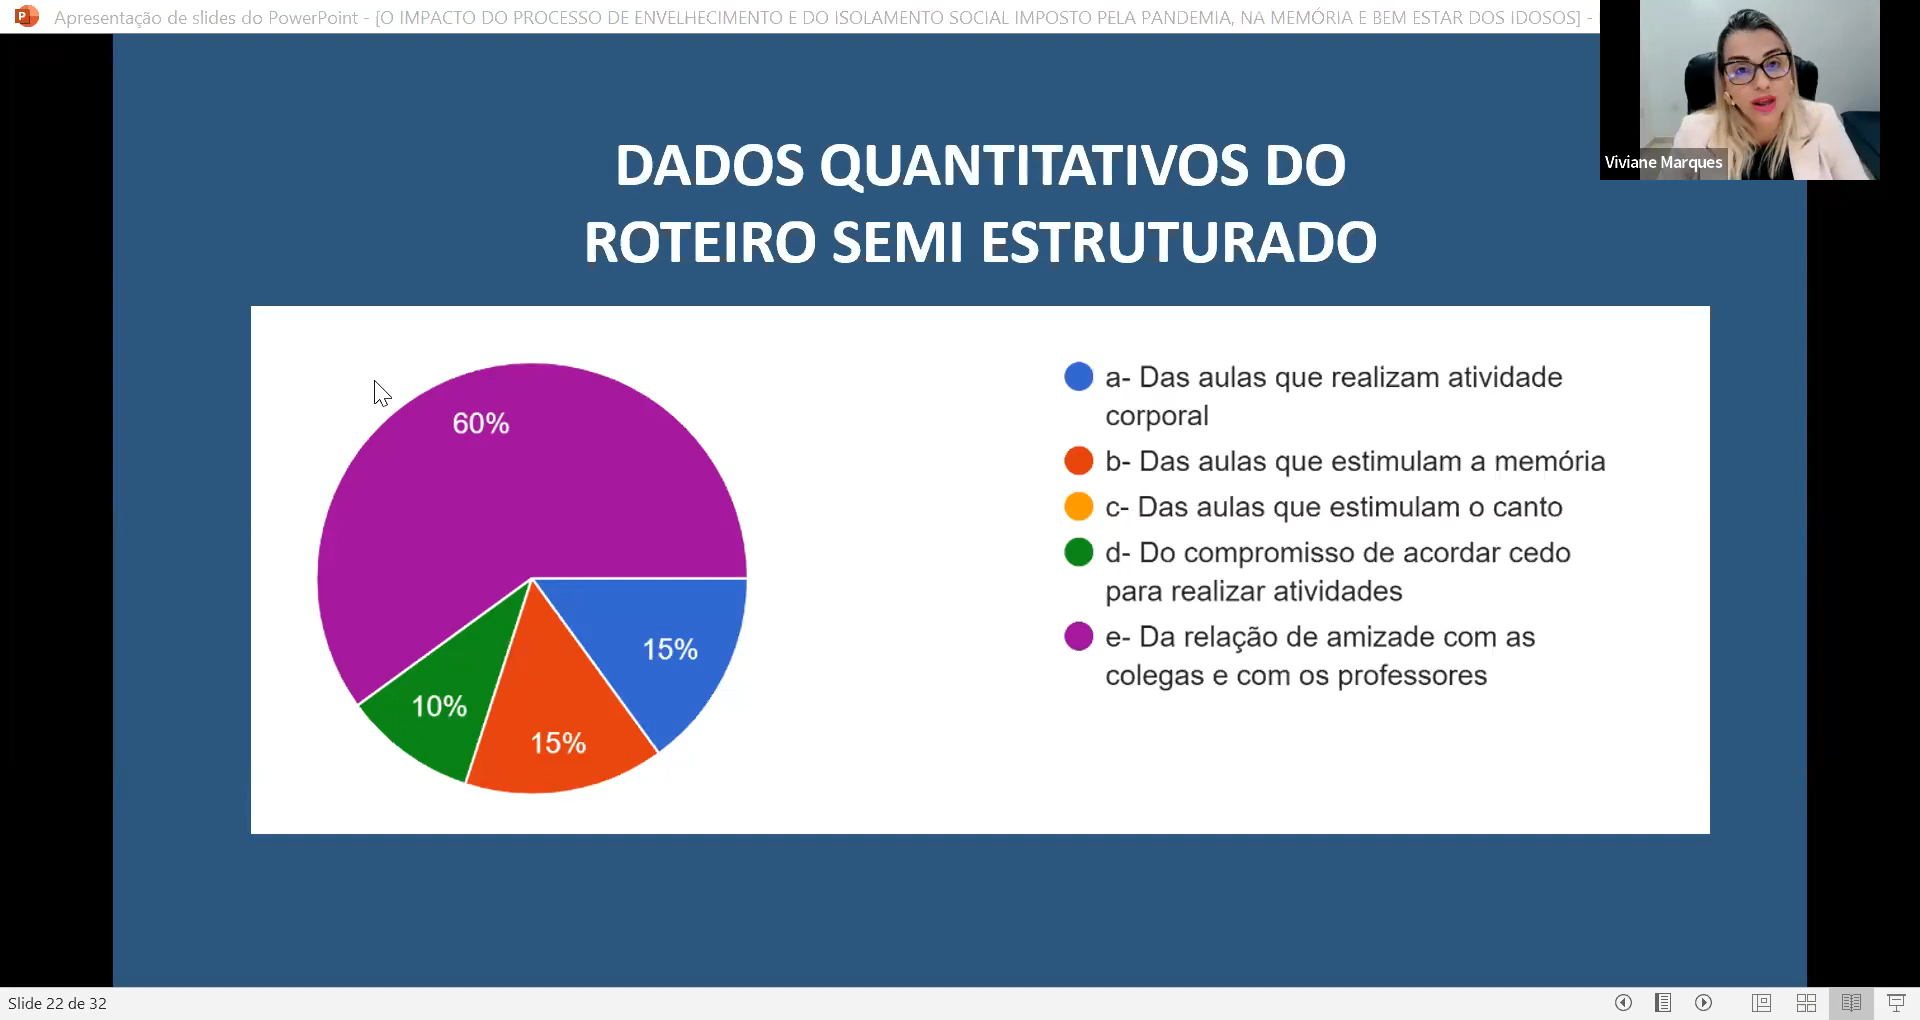 Apresentação de slides do PowerPoint - [O IMPACTO DO PROCESSO DE ENVELHECIMENTO E DO ISOLAMENTO SOCIAL IMPOSTO PELA PANDEMIA, NA MEMÓRIA E BEM ESTAR DOS IDOSOS] -
Viviane Marques
DADOS QUANTITATIVOS DO
ROTEIRO SEMI ESTRUTURADO
60%
15%
10%
15%
a- Das aulas que realizam atividade
corporal
b- Das aulas que estimulam a memória
c- Das aulas que estimulam o canto
d- Do compromisso de acordar cedo
para realizar atividades
e- Da relação de amizade com as
colegas e com os professores
Slide 22 de 32